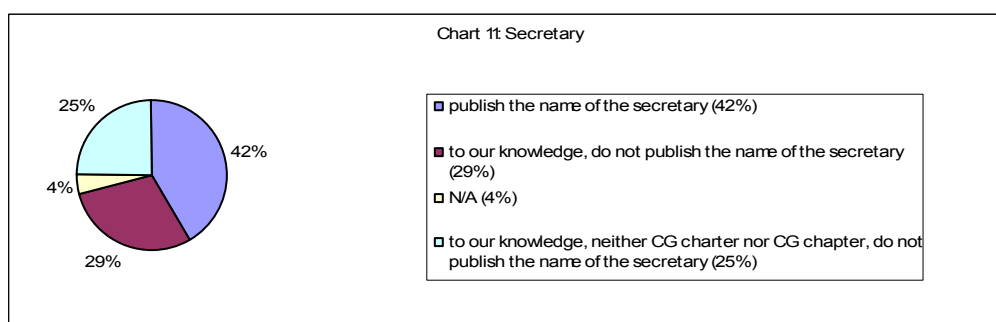 Chart 11: Secretary
25%
42%
4%
29%
publish the name of the secretary (42%)
to our knowledge, do not publish the name of the secretary
(29%)
N/A (4%)
to our knowledge, neither CG charter nor CG chapter, do not
publish the name of the secretary (25%)